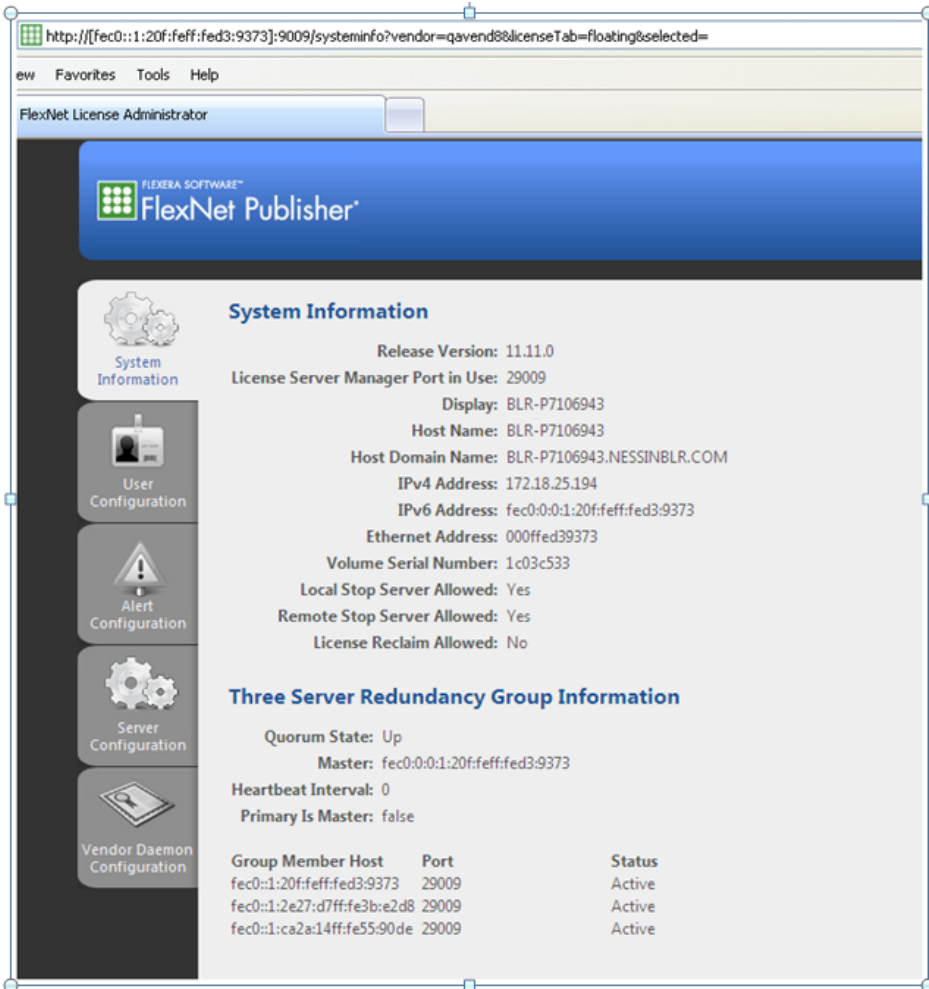 http://[fec0::1:20f:feff:fed3:9373]:9009/systeminfo?vendor=qavend8&licenseTab=floating&selected=
ew Favorites Tools Help
FlexNet License Administrator
FLEXERA SOFTWARE™
FlexNet Publisher®
System Information
System Information
Release Version: 11.11.0
License Server Manager Port in Use: 29009
Display: BLR-P7106943
Host Name: BLR-P7106943
Host Domain Name: BLR-P7106943.NESSINBLR.COM
IPv4 Address: 172.18.25.194
IPv6 Address: fec0:0:0:1:20f:feff:fed3:9373
Ethernet Address: 000ffed39373
Volume Serial Number: 1c03c533
Local Stop Server Allowed: Yes
Remote Stop Server Allowed: Yes
License Reclaim Allowed: No
User Configuration
Alert Configuration
Server Configuration
Vendor Daemon Configuration
Three Server Redundancy Group Information
Quorum State: Up
Master: fec0:0:0:1:20f:feff:fed3:9373
Heartbeat Interval: 0
Primary Is Master: false
Group Member Host Port Status
fec0::1:20f:feff:fed3:9373 29009 Active
fec0::1:2e27:d7ff:fe3b:e2d8 29009 Active
fec0::1:ca2a:14ff:fe55:90de 29009 Active